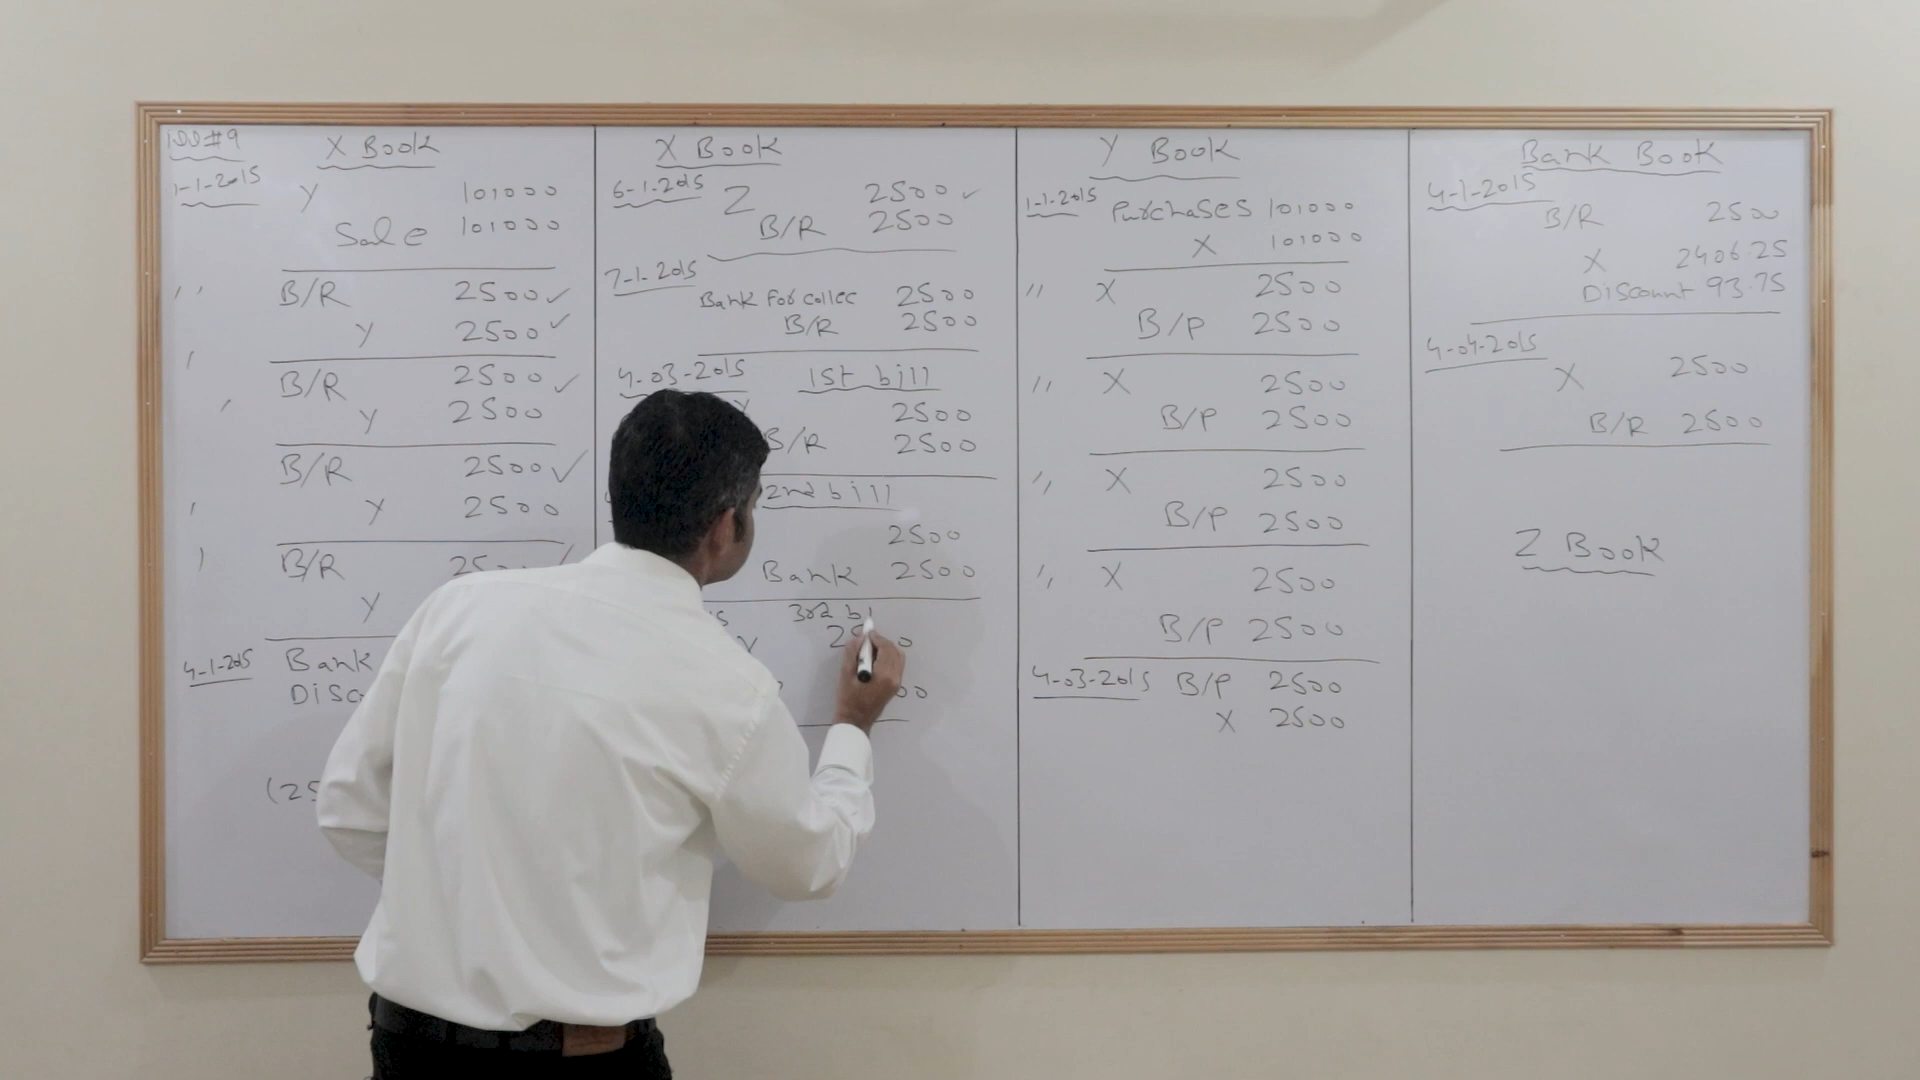 X Book
1-1-2015
Y 101000
Sale 101000
,, B/R 2500 ✓
Y 2500 ✓
, B/R 2500 ✓
, Y 2500
B/R 2500 ✓
, Y 2500
, B/R
Y
4-1-2015 Bank
X Book
6-1-2015 Z 2500 ✓
B/R 2500
7-1-2015
Bank For collec 2500
B/R 2500
4-03-2015 1st bill
2500
B/R 2500
2nd bill
2500
Bank 2500
3rd
Y Book
1-1-2015 Purchases 101000
X 101000
,, X 2500
B/P 2500
,, X 2500
B/P 2500
,, X 2500
B/P 2500
,, X 2500
B/P 2500
4-03-2015 B/P 2500
X 2500
Bank Book
4-1-2015
B/R 2500
X 2406.25
Discount 93.75
4-04-2015
X 2500
B/R 2500
Z Book